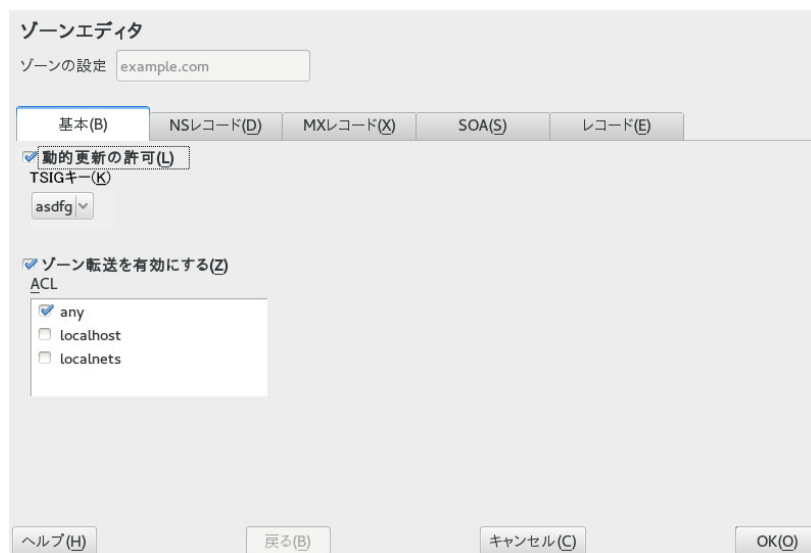 ゾーンエディタ
ゾーンの設定 example.com
基本(B) NSレコード(D) MXレコード(X) SOA(S) レコード(E)
動的更新の許可(L)
TSIGキー(K)
asdfg
ゾーン転送を有効にする(Z)
ACL
any
localhost
localnets
ヘルプ(H) 戻る(B) キャンセル(C) OK(O)